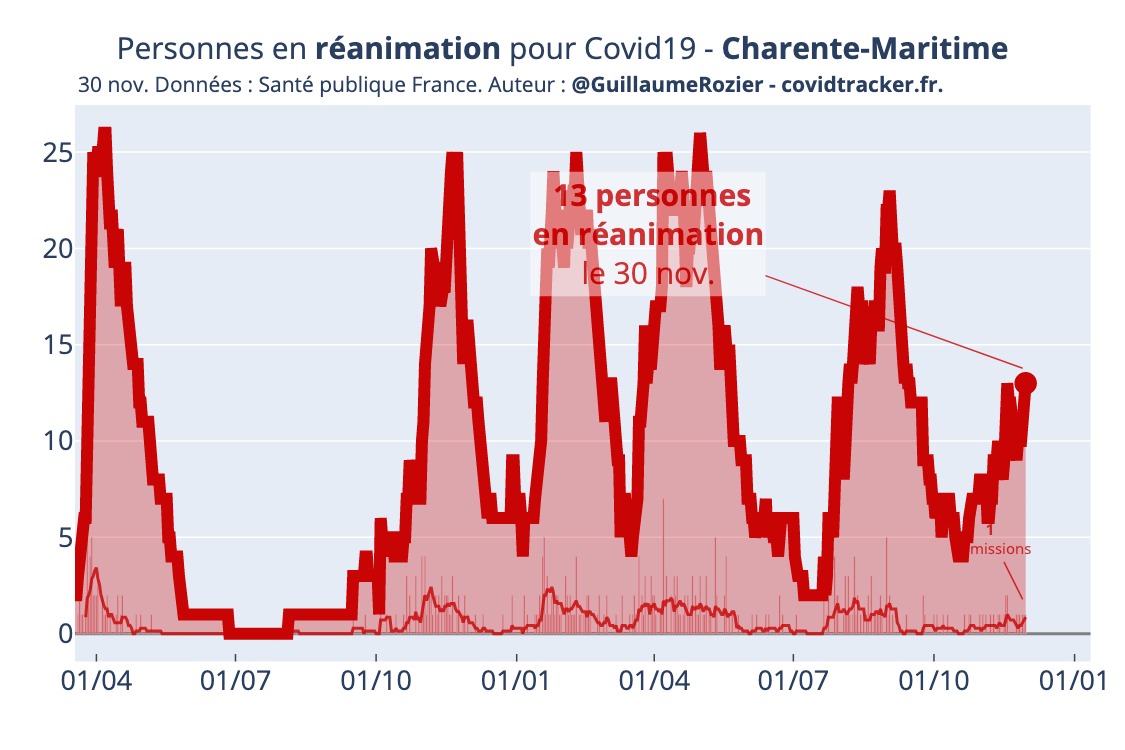 Personnes en réanimation pour Covid19 - Charente-Maritime
30 nov. Données : Santé publique France. Auteur : @GuillaumeRozier - covidtracker.fr.
25
20
15
10
5
0
13 personnes
en réanimation
le 30 nov.
1
missions
01/04 01/07 01/10 01/01 01/04 01/07 01/10 01/01